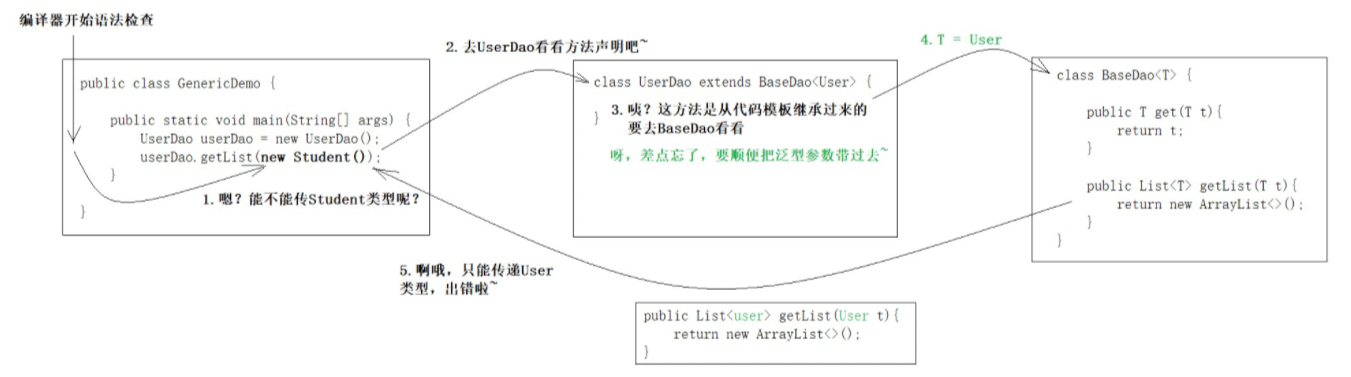 编译器开始语法检查
public class GenericDemo {
public static void main(String[] args) {
UserDao userDao = new UserDao();
userDao.getList(new Student());
}
1.嗯？能不能传Student类型呢？
}
2.去UserDao看看方法声明吧~
class UserDao extends BaseDao<User> {
3.咦？这方法是从代码模板继承过来的
} 要去BaseDao看看
呀，差点忘了，要顺便把泛型参数带过去~
4.T = User
class BaseDao<T> {
public T get(T t){
return t;
}
public List<T> getList(T t){
return new ArrayList<>();
}
}
5.啊哦，只能传递User
类型，出错啦~
public List<user> getList(User t){
return new ArrayList<>();
}